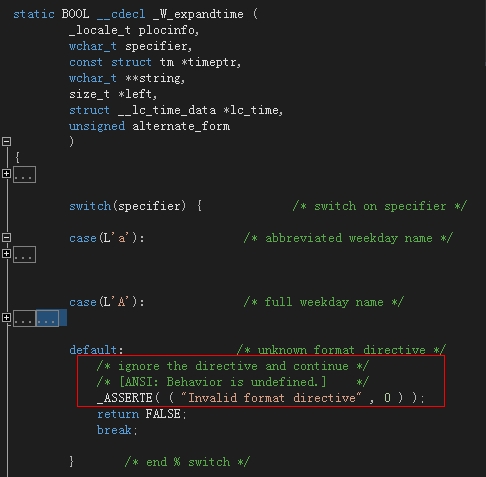 static BOOL __cdecl _W_expandtime (
_locale_t plocinfo,
wchar_t specifier,
const struct tm *timeptr,
wchar_t **string,
size_t *left,
struct __lc_time_data *lc_time,
unsigned alternate_form
)
{
...
switch(specifier) { /* switch on specifier */
case(L'a'): /* abbreviated weekday name */
...
case(L'A'): /* full weekday name */
... ...
default: /* unknown format directive */
/* ignore the directive and continue */
/* [ANSI: Behavior is undefined.] */
_ASSERTE( ( "Invalid format directive" , 0 ) );
return FALSE;
break;
} /* end % switch */